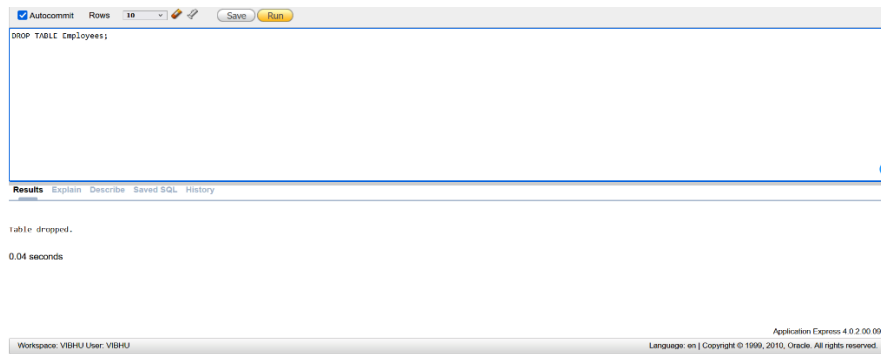 Autocommit Rows 10 Save Run
DROP TABLE Employees;
Results Explain Describe Saved SQL History
Table dropped.
0.04 seconds
Application Express 4.0.2.00.09
Workspace: VIBHU User: VIBHU Language: en | Copyright © 1999, 2010, Oracle. All rights reserved.